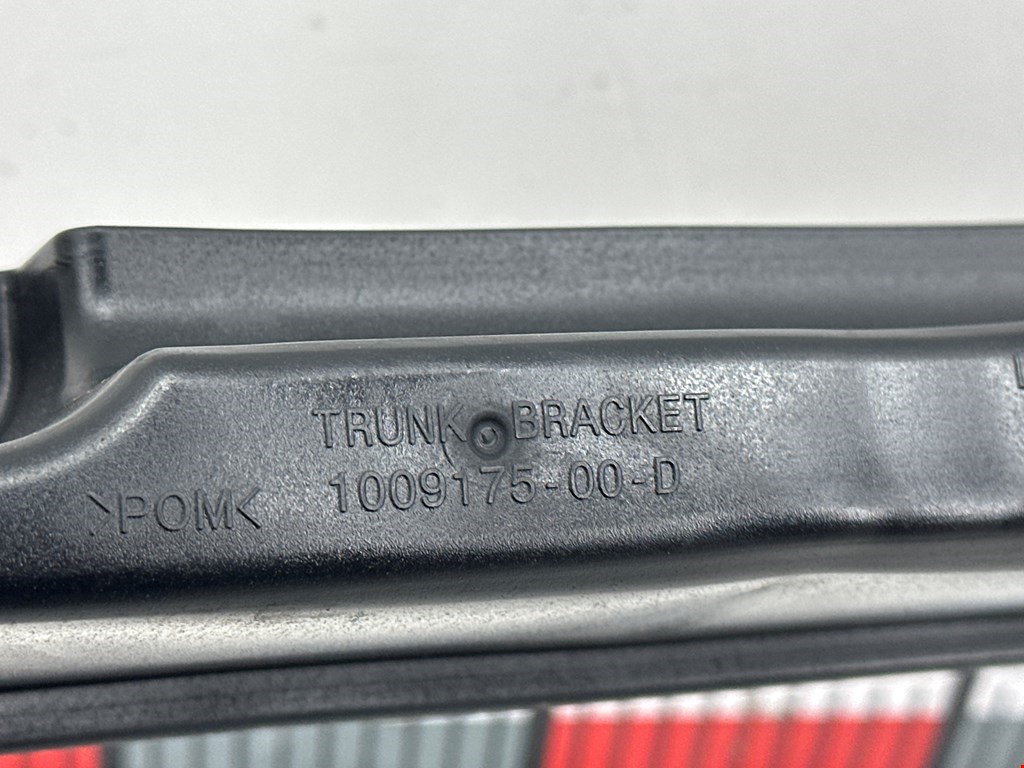 TRUNK BRACKET
1009175-00-D
>POM<